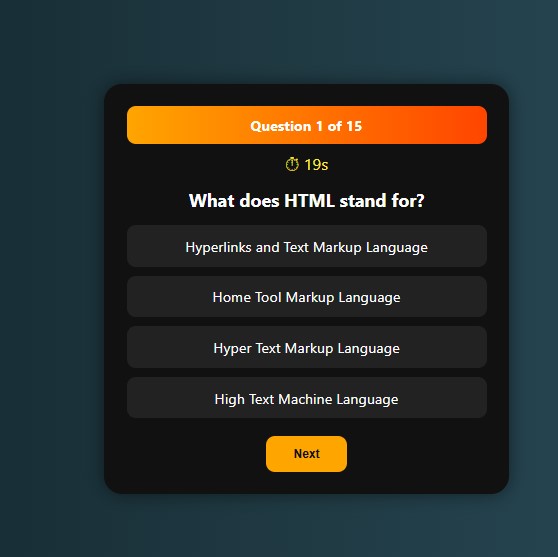 Question 1 of 15
⏱ 19s
What does HTML stand for?
Hyperlinks and Text Markup Language
Home Tool Markup Language
Hyper Text Markup Language
High Text Machine Language
Next